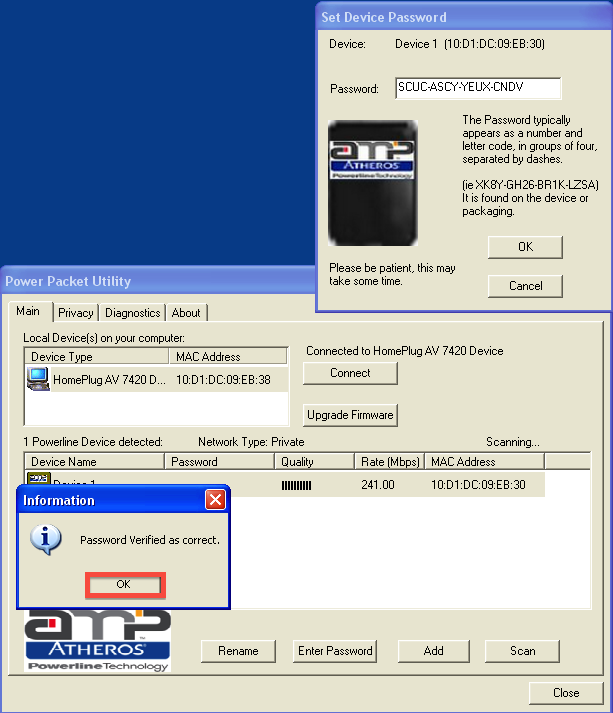 Set Device Password
Device: Device 1 (10:D1:DC:09:EB:30)
Password: SCUC-ASCY-YEUX-CNDV
The Password typically
appears as a number and
letter code, in groups of four,
separated by dashes.
(ie XK8Y-GH26-BR1K-LZSA)
It is found on the device or
packaging.
amp
ATHEROS
Powerline Technology
OK
Please be patient, this may
take some time.
Cancel
Power Packet Utility
Main Privacy Diagnostics About
Local Device(s) on your computer:
Device Type MAC Address
HomePlug AV 7420 D... 10:D1:DC:09:EB:38
Connected to HomePlug AV 7420 Device
Connect
Upgrade Firmware
1 Powerline Device detected: Network Type: Private Scanning...
Device Name Password Quality Rate (Mbps) MAC Address
Device 1 241.00 10:D1:DC:09:EB:30
Information
Password Verified as correct.
OK
amp
ATHEROS
Powerline Technology
Rename Enter Password Add Scan
Close